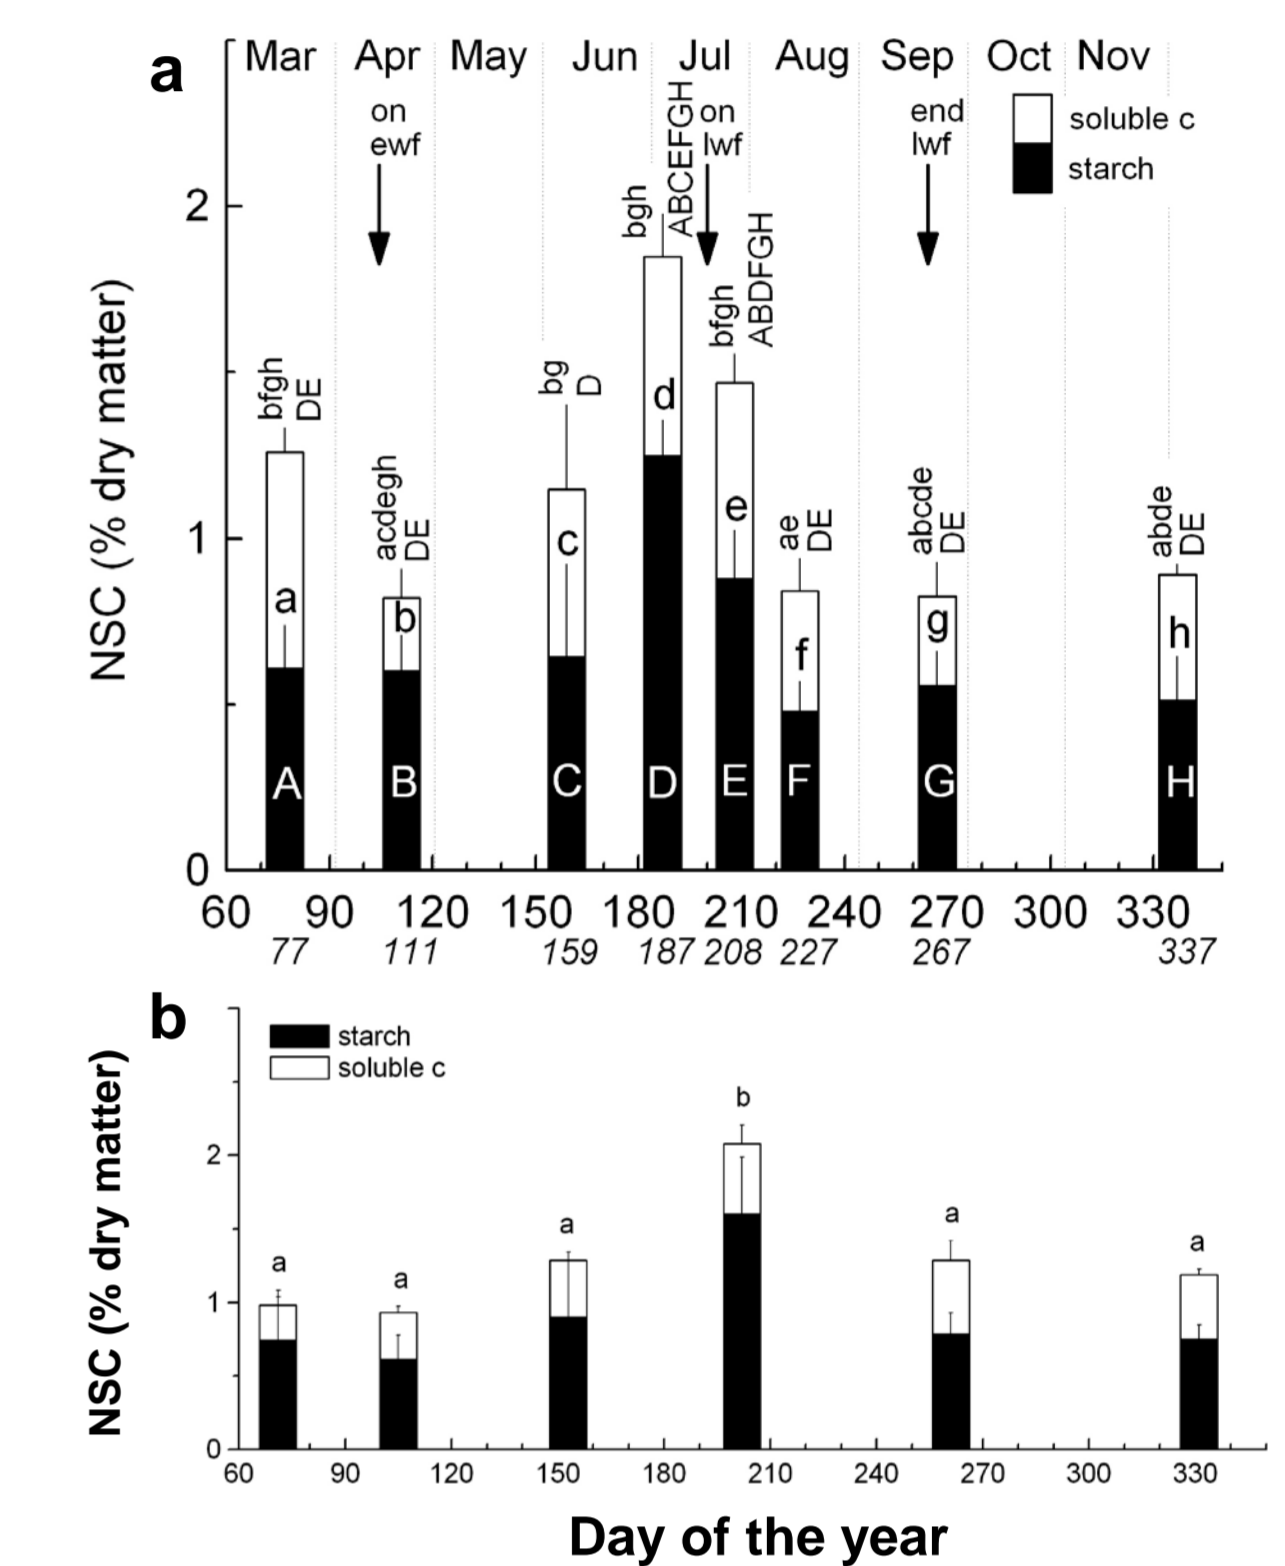 a
Mar Apr May Jun Jul Aug Sep Oct Nov
on
ewf
on
lwf
end
lwf
soluble c
starch
NSC (% dry matter)
2
1
0
bfgh
DE
acdegh
DE
bg
D
bgh
ABCEFGH
bfgh
ABDFGH
ae
DE
abcde
DE
abde
DE
a b c d e f g h
A B C D E F G H
60 90 120 150 180 210 240 270 300 330
77 111 159 187 208 227 267 337
b
starch
soluble c
NSC (% dry matter)
2
1
0
a a a b a a
60 90 120 150 180 210 240 270 300 330
Day of the year